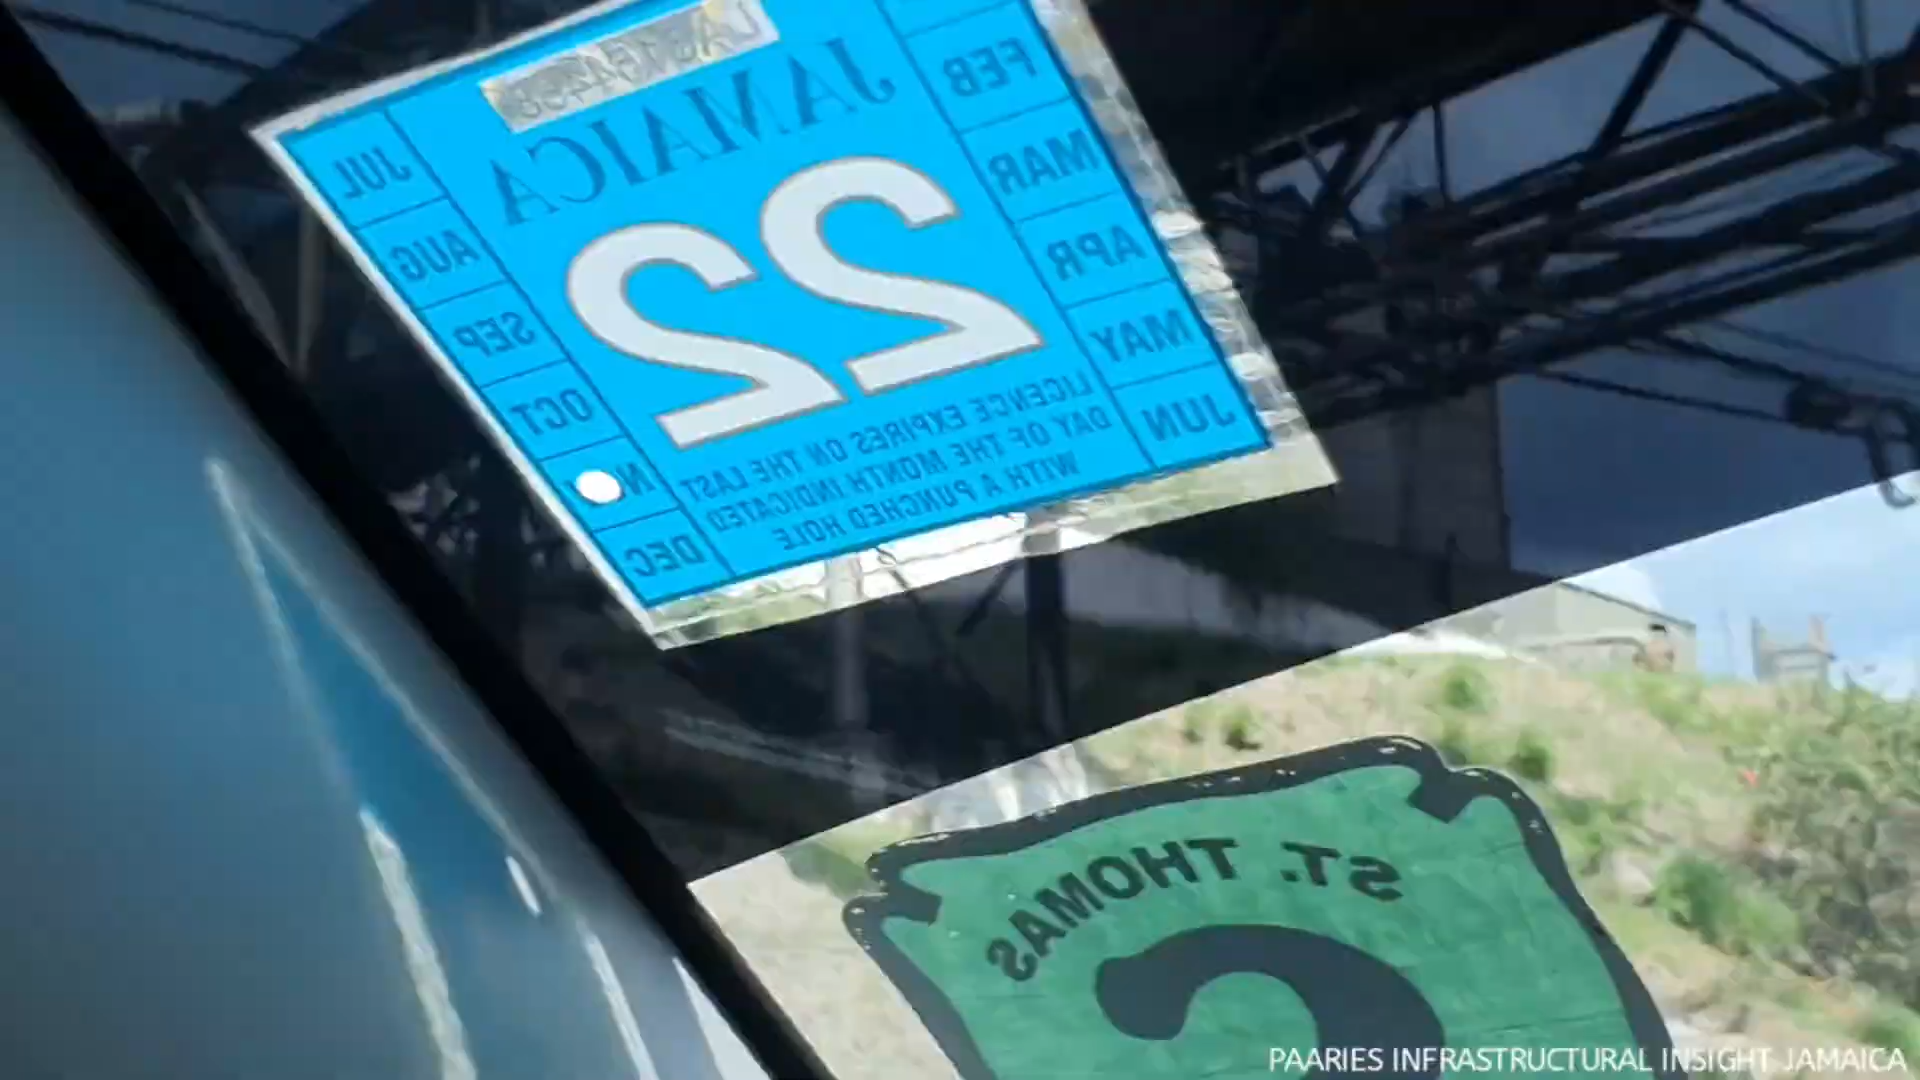 JAMAICA
22
FEB
MAR
APR
MAY
JUN
JUL
AUG
SEP
OCT
DEC
LICENCE EXPIRES ON THE LAST
DAY OF THE MONTH INDICATED
WITH A PUNCHED HOLE
ST. THOMAS
PAARIES INFRASTRUCTURAL INSIGHT JAMAICA